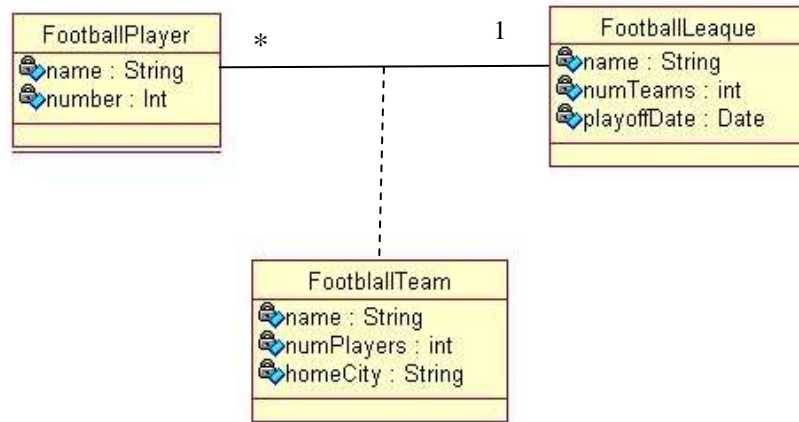 FootballPlayer
name : String
number : Int
*
1
FootballLeaque
name : String
numTeams : int
playoffDate : Date
FootblallTeam
name : String
numPlayers : int
homeCity : String